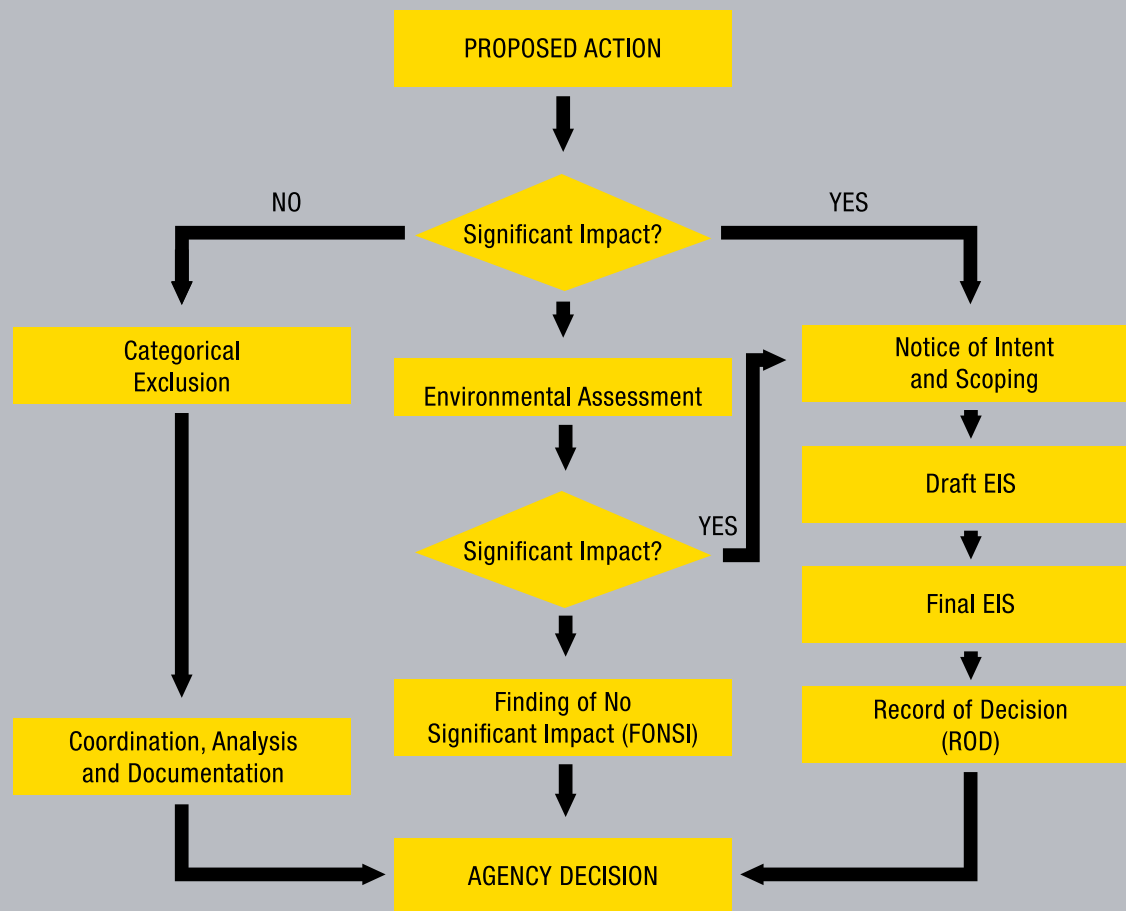 PROPOSED ACTION
NO
YES
Significant Impact?
Categorical
Exclusion
Environmental Assessment
Notice of Intent
and Scoping
Draft EIS
YES
Significant Impact?
Final EIS
Finding of No
Significant Impact (FONSI)
Record of Decision
(ROD)
Coordination, Analysis
and Documentation
AGENCY DECISION